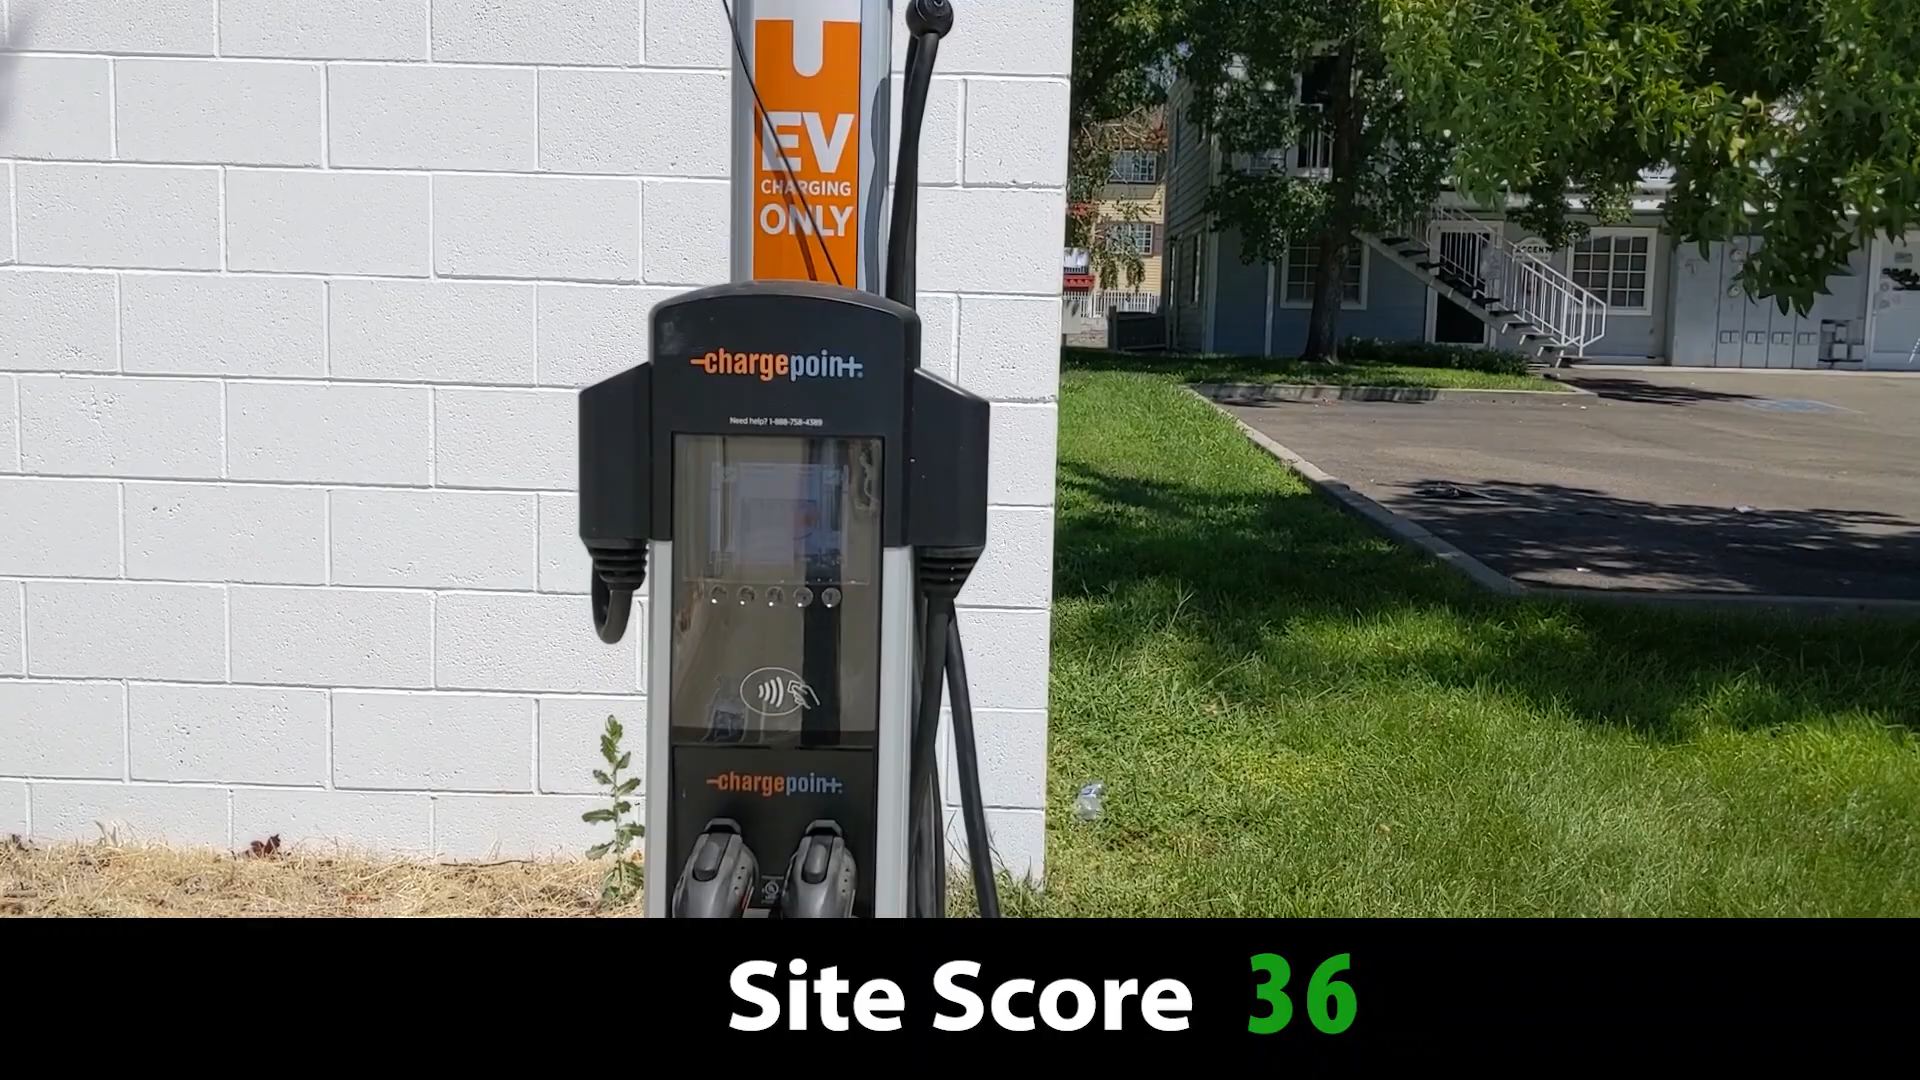 EV
CHARGING
ONLY
-chargepoin+
Need help? 1-888-758-4389
-chargepoin+
Site Score 36